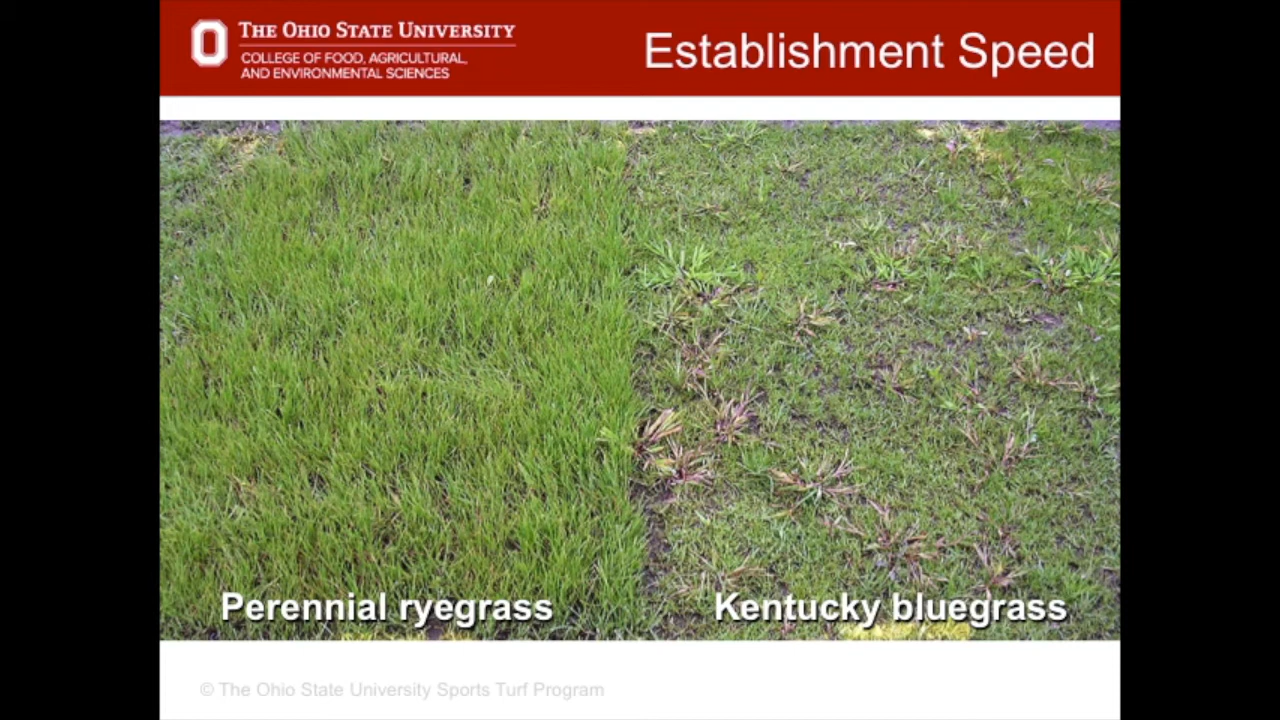 THE OHIO STATE UNIVERSITY
COLLEGE OF FOOD, AGRICULTURAL,
AND ENVIRONMENTAL SCIENCES
Establishment Speed
Perennial ryegrass
Kentucky bluegrass
© The Ohio State University Sports Turf Program